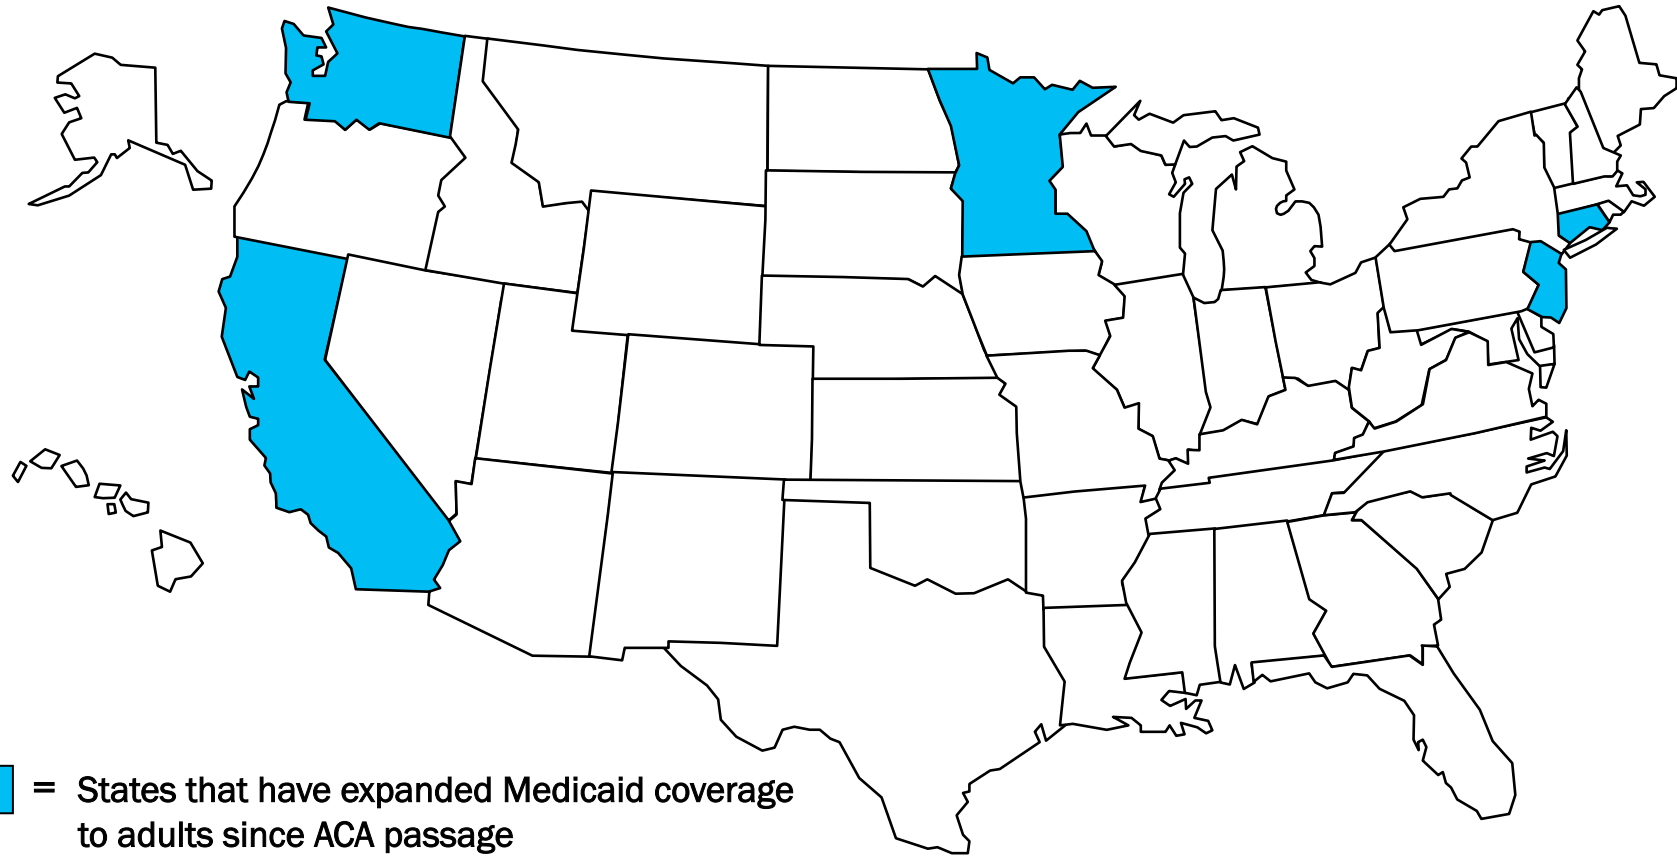 = States that have expanded Medicaid coverage
to adults since ACA passage